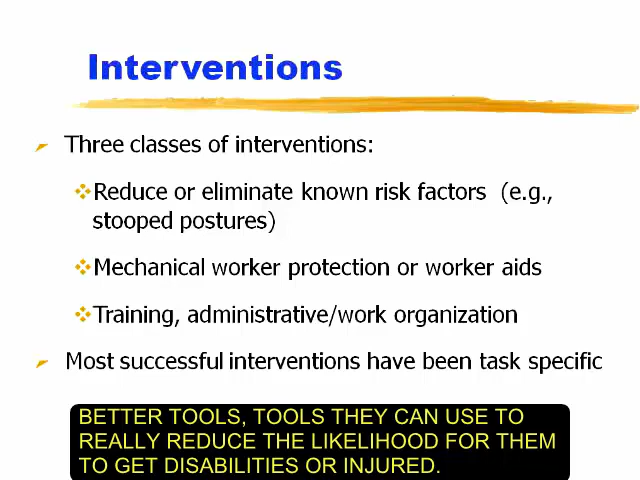 Interventions
Three classes of interventions:
Reduce or eliminate known risk factors (e.g.,
stooped postures)
Mechanical worker protection or worker aids
Training, administrative/work organization
Most successful interventions have been task specific
BETTER TOOLS, TOOLS THEY CAN USE TO
REALLY REDUCE THE LIKELIHOOD FOR THEM
TO GET DISABILITIES OR INJURED.